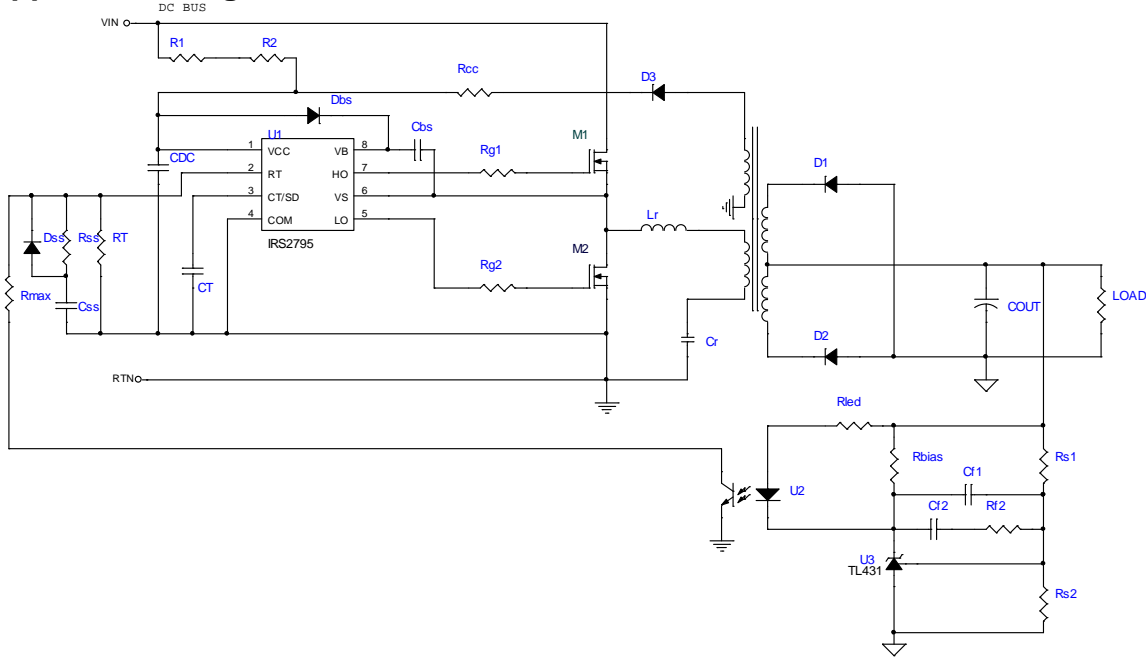 DC BUS
VIN
R1
R2
Rcc
D3
Dbs
Cbs
U1
M1
CDC
1 VCC VB 8
Rg1
D1
2 RT HO 7
3 CT/SD VS 6
4 COM LO 5
Lr
IRS2795
M2
Dss
Rss
RT
Rg2
CT
Rmax
Css
COUT
LOAD
D2
Cr
RTN
Rled
Rbias
Rs1
Cf1
U2
Cf2
Rf2
U3
TL431
Rs2